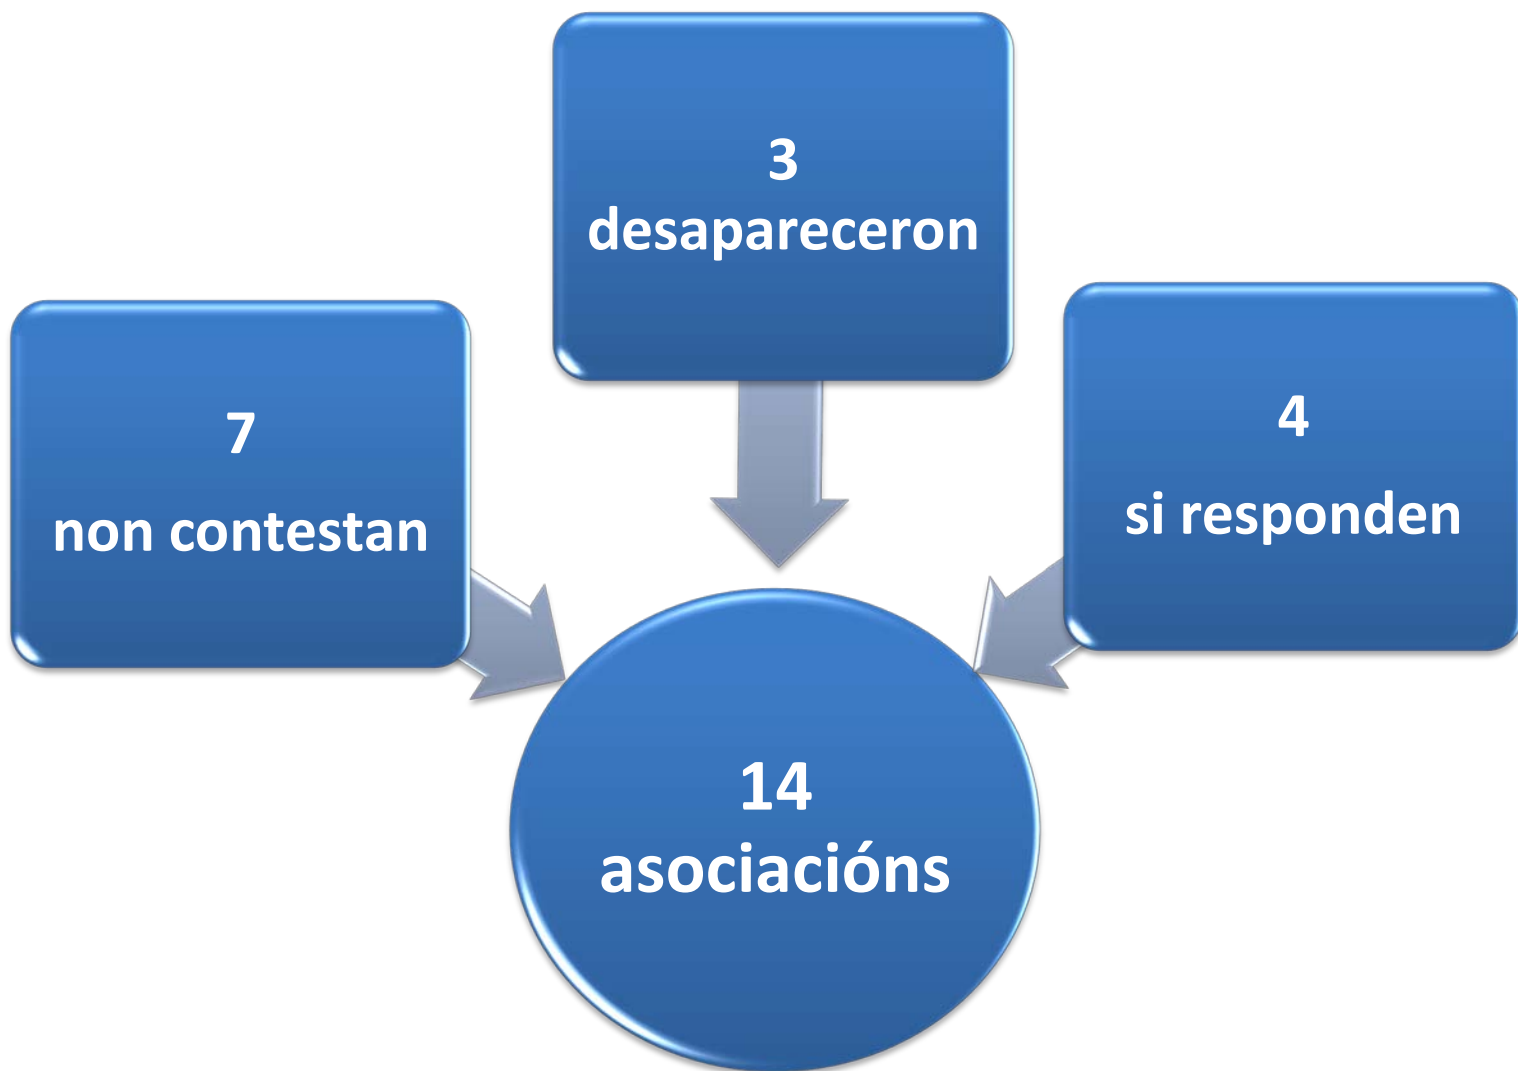 3
desapareceron
7
non contestan
4
si responden
14
asociacións